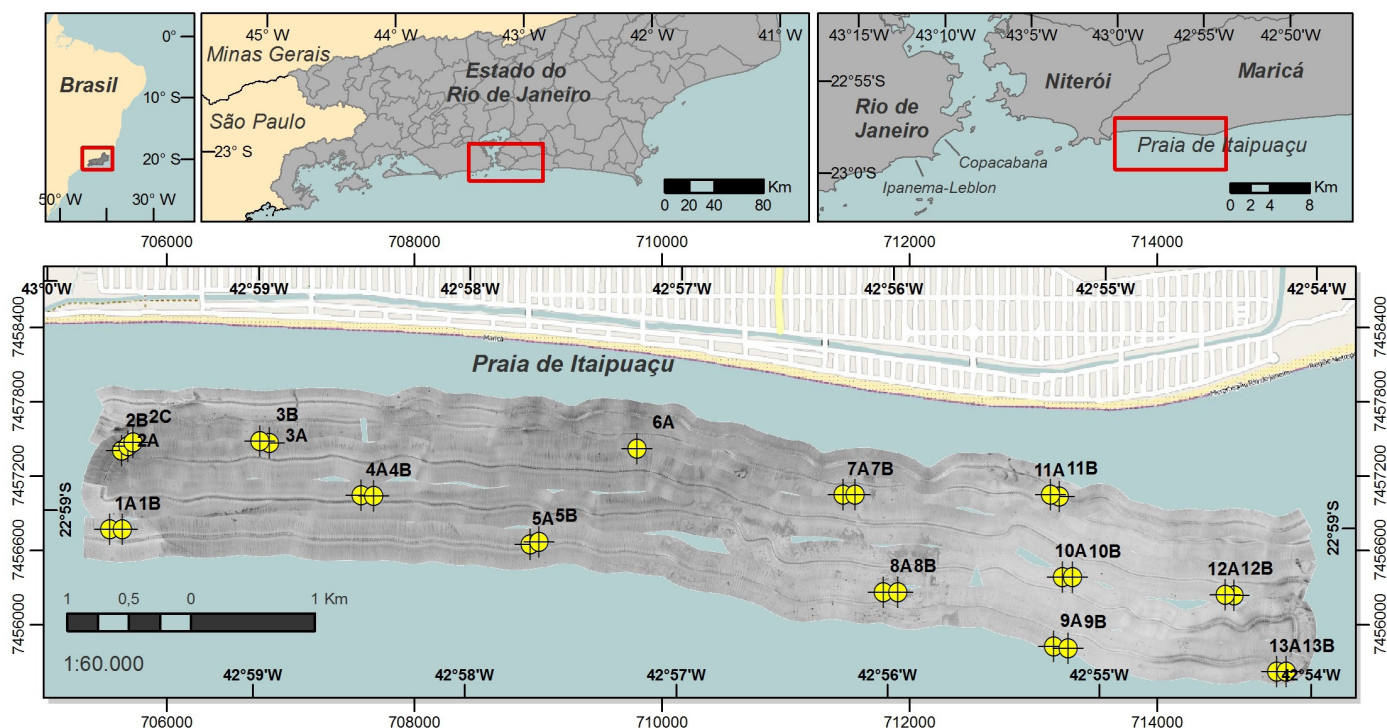 0°
Brasil
10° S
20° S
50° W
30° W
45° W
44° W
43° W
42° W
41° W
Minas Gerais
Estado do
Rio de Janeiro
São Paulo
23° S
Km
0 20 40 80
43°15'W
43°10'W
43°5'W
43°0'W
42°55'W
42°50'W
22°55'S
Niterói
Maricá
Rio de
Janeiro
Praia de Itaipuaçu
Copacabana
23°0'S
Ipanema-Leblon
Km
0 2 4 8
706000
708000
710000
712000
714000
43°0'W
42°59'W
42°58'W
42°57'W
42°56'W
42°55'W
42°54'W
7458400
7458400
Maricá
Praia de Itaipuaçu
7457800
7457800
2B
2C
2A
3B
3A
6A
7457200
7457200
4A
4B
7A
7B
11A
11B
22°59'S
22°59'S
1A
1B
5A
5B
7456600
7456600
8A
8B
10A
10B
12A
12B
7456000
7456000
9A
9B
13A
13B
1
0,5
0
1 Km
1:60.000
42°59'W
42°58'W
42°57'W
42°56'W
42°55'W
42°54'W
706000
708000
710000
712000
714000